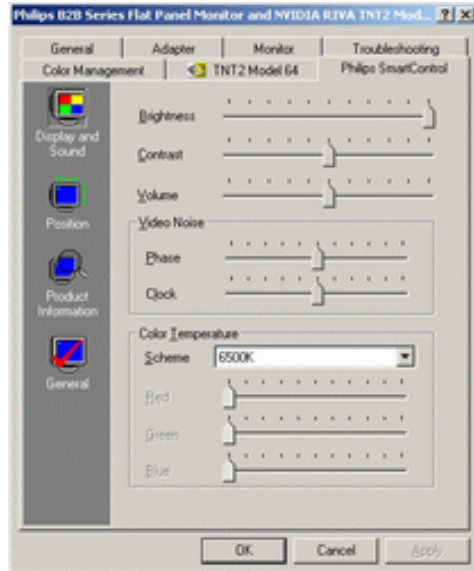 Philips B2B Series Flat Panel Monitor and NVIDIA RIVA TNT2 Mod...
General Adapter Monitor Troubleshooting
Color Management TNT2 Model 64 Philips SmartControl
Display and
Sound
Position
Product
Information
General
Brightness
Contrast
Volume
Video Noise
Phase
Clock
Color Temperature
Scheme 6500K
Red
Green
Blue
OK Cancel Apply